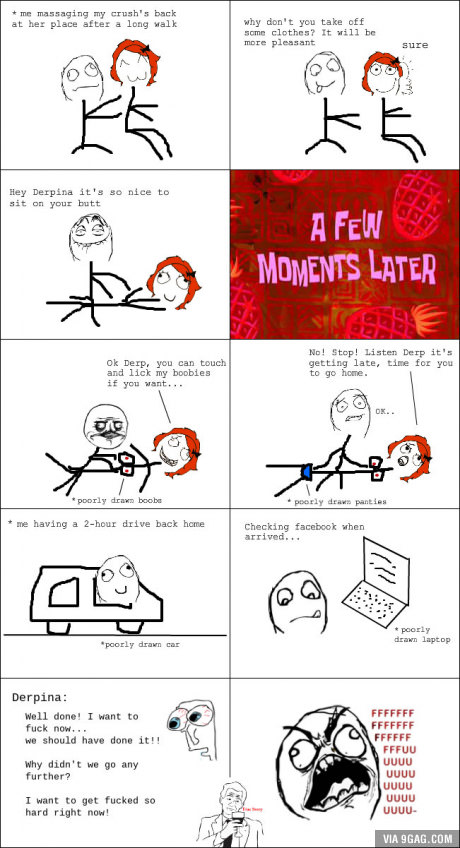 * me massaging my crush's back
at her place after a long walk
why don't you take off
some clothes? It will be
more pleasant
sure
Hey Derpina it's so nice to
sit on your butt
A FEW
MOMENTS LATER
Ok Derp, you can touch
and lick my boobies
if you want...
*poorly drawn boobs
No! Stop! Listen Derp it's
getting late, time for you
to go home.
OK..
* poorly drawn panties
* me having a 2-hour drive back home
*poorly drawn car
Checking facebook when
arrived...
* poorly
drawn laptop
Derpina:
Well done! I want to
fuck now...
we should have done it!!
Why didn't we go any
further?
I want to get fucked so
hard right now!
True Story
FFFFFFF
FFFFFFF
FFFFFF
FFFUU
UUUU
UUUU
UUUU
UUUU
UUUU-
VIA 9GAG.COM